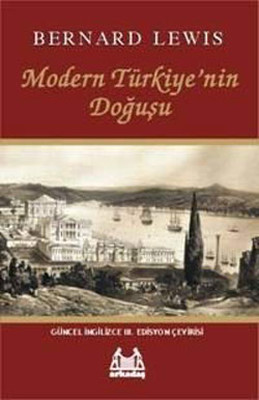 BERNARD LEWIS
Modern Türkiye'nin
Doğuşu
GÜNCEL İNGİLİZCE III. EDİSYON ÇEVİRİSİ
arkadaş